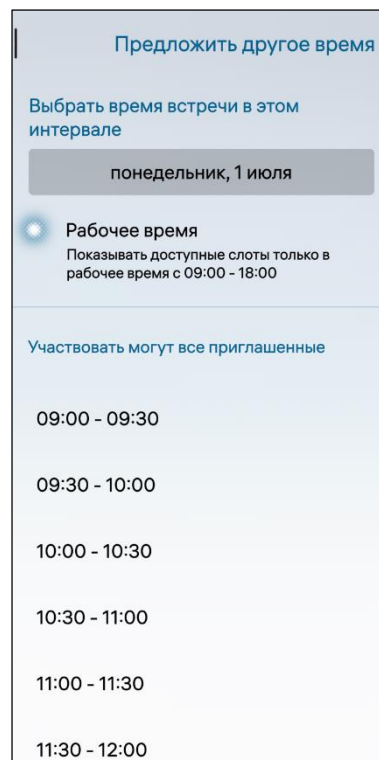 Предложить другое время
Выбрать время встречи в этом
интервале
понедельник, 1 июля
Рабочее время
Показывать доступные слоты только в
рабочее время с 09:00 - 18:00
Участвовать могут все приглашенные
09:00 - 09:30
09:30 - 10:00
10:00 - 10:30
10:30 - 11:00
11:00 - 11:30
11:30 - 12:00